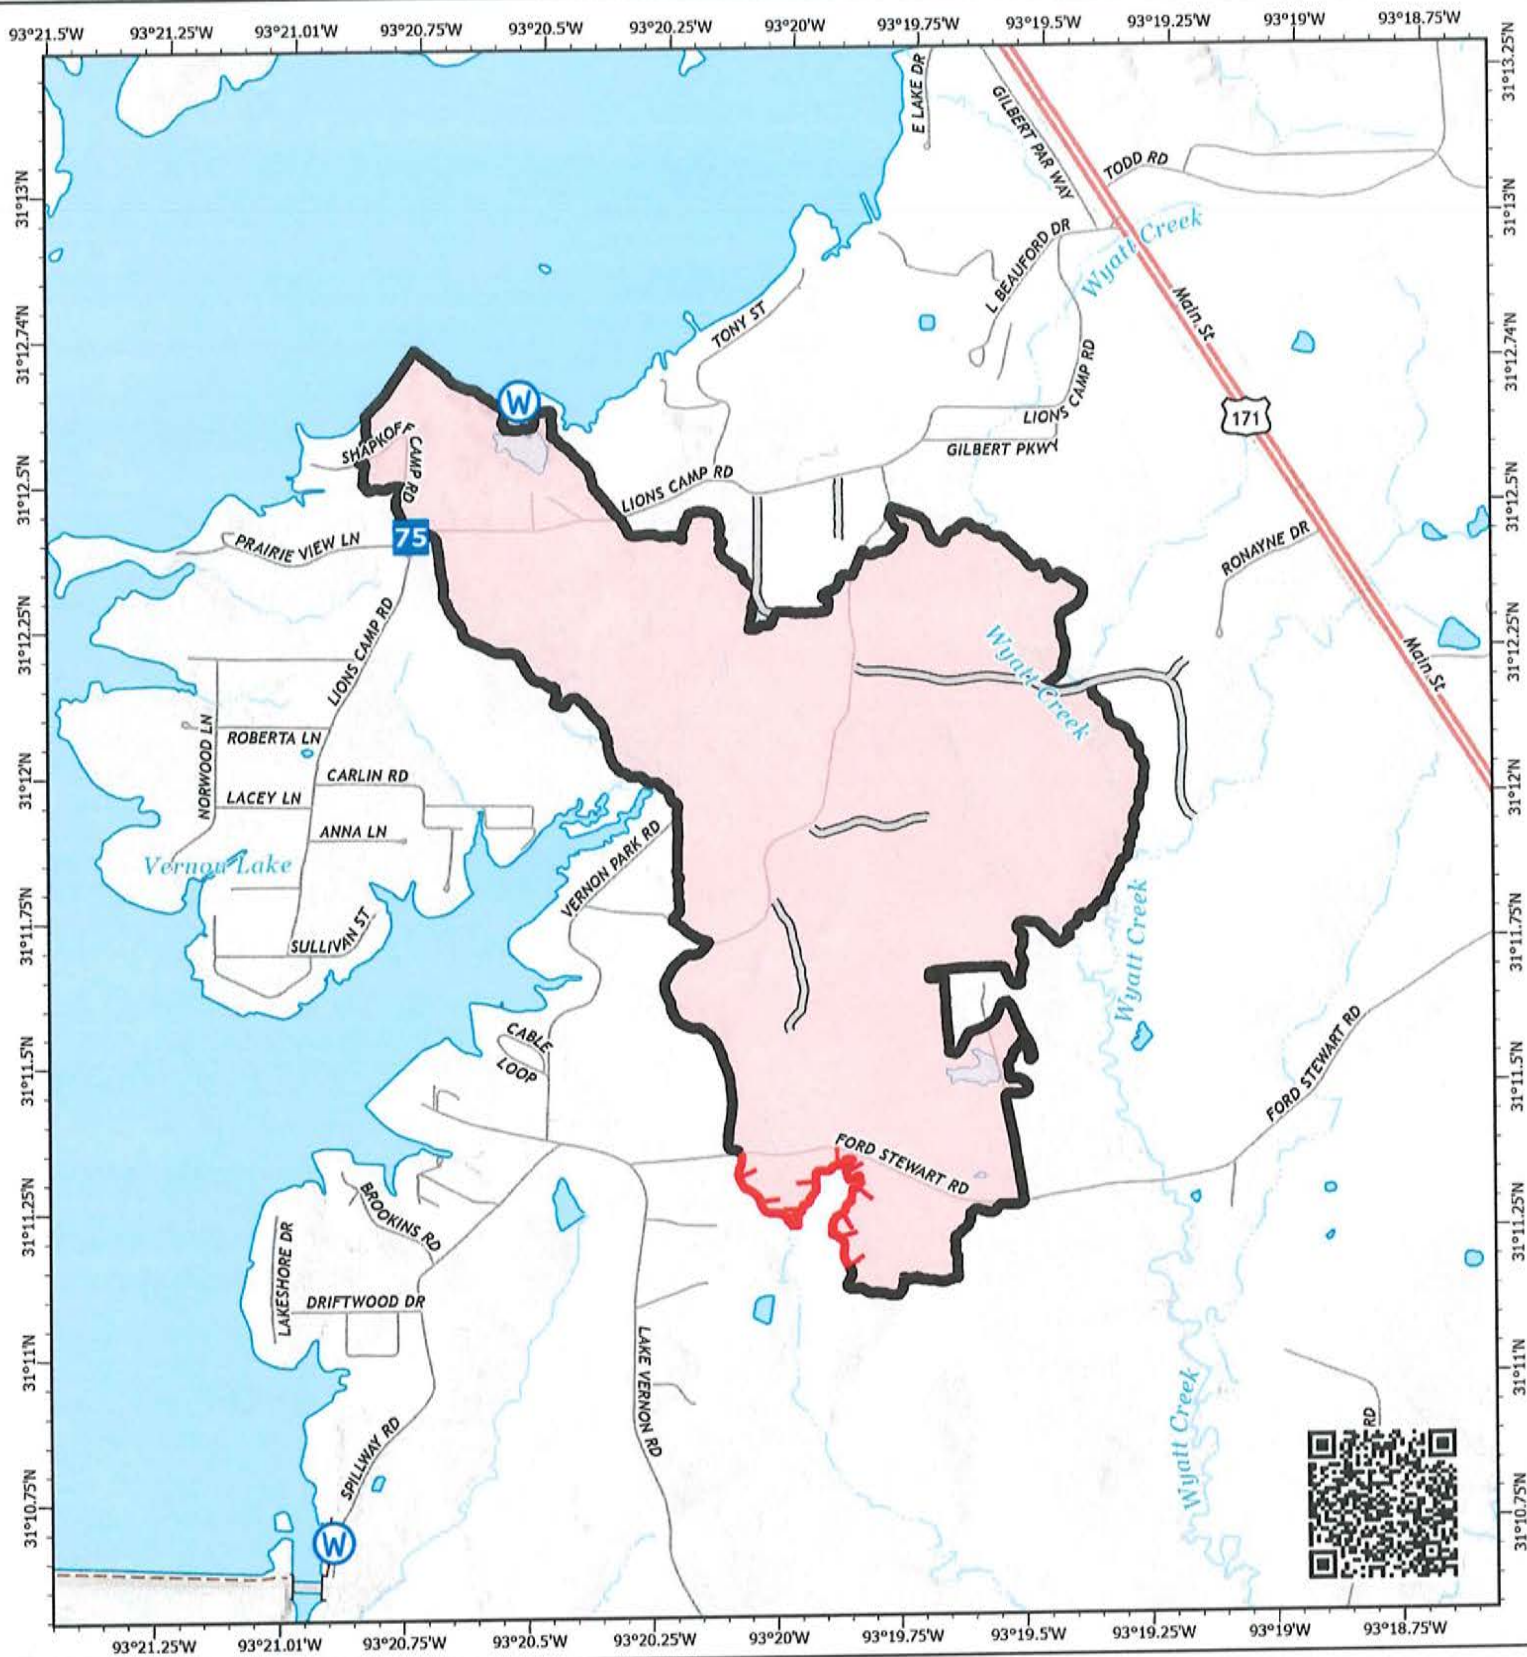 93°21.5'W 93°21.25'W 93°21.01'W 93°20.75'W 93°20.5'W 93°20.25'W 93°20'W 93°19.75'W 93°19.5'W 93°19.25'W 93°19'W 93°18.75'W
31°13.25'N
E LAKE DR
GILBERT PAR WAY
TODD RD
31°13'N
31°13'N
L BEAUFORD DR
Wyatt Creek
Main St
TONY ST
31°12.74'N
31°12.74'N
LIONS CAMP RD
W
171
GILBERT PKWY
SHAPKOFF
CAMP RD
LIONS CAMP RD
31°12.5'N
31°12.5'N
75
PRAIRIE VIEW LN
RONAYNE DR
LIONS CAMP RD
31°12.25'N
31°12.25'N
Wyatt Creek
Main St
NORWOOD LN
ROBERTA LN
CARLIN RD
31°12'N
31°12'N
LACEY LN
ANNA LN
Vernon Lake
VERNON PARK RD
SULLIVAN ST
31°11.75'N
31°11.75'N
Wyatt Creek
CABLE
LOOP
31°11.5'N
31°11.5'N
FORD STEWART RD
FORD STEWART RD
BROOKINS RD
31°11.25'N
31°11.25'N
LAKESHORE DR
DRIFTWOOD DR
LAKE VERNON RD
31°11'N
31°11'N
Wyatt Creek
RD
SPILLWAY RD
31°10.75'N
31°10.75'N
W
93°21.25'W 93°21.01'W 93°20.75'W 93°20.5'W 93°20.25'W 93°20'W 93°19.75'W 93°19.5'W 93°19.25'W 93°19'W 93°18.75'W